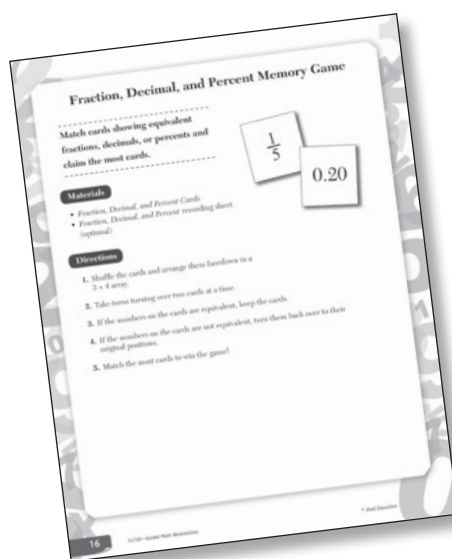 Fraction, Decimal, and Percent Memory Game
Match cards showing equivalent
fractions, decimals, or percents and
claim the most cards.
1
5
0.20
Materials
• Fraction, Decimal, and Percent Cards
• Fraction, Decimal, and Percent recording sheet
(optional)
Directions
1. Shuffle the cards and arrange them facedown in a
4 array.
2. Take turns turning over two cards at a time.
3. If the numbers on the cards are equivalent, keep the cards.
4. If the numbers on the cards are not equivalent, turn them back over to their
original positions.
5. Match the most cards to win the game!
16
Guided Math Workstations
Shell Education